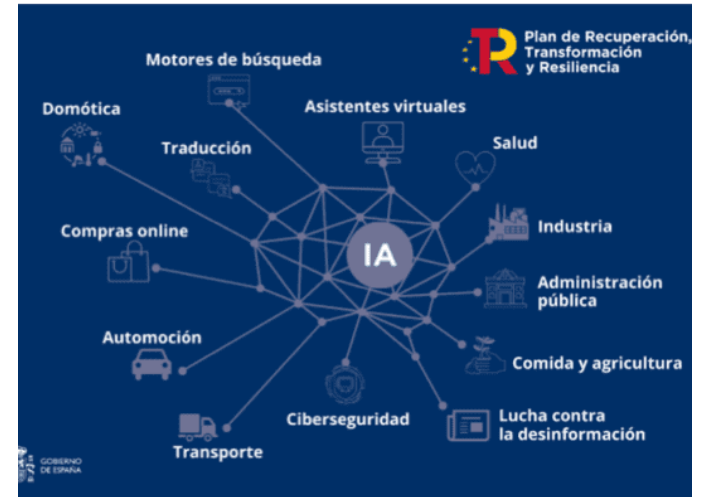 Plan de Recuperación,
Transformación
y Resiliencia
Motores de búsqueda
Asistentes virtuales
Domótica
Traducción
Salud
Compras online
IA
Industria
Administración
pública
Automoción
Comida y agricultura
Ciberseguridad
Lucha contra
la desinformación
Transporte
GOBIERNO
DE ESPAÑA